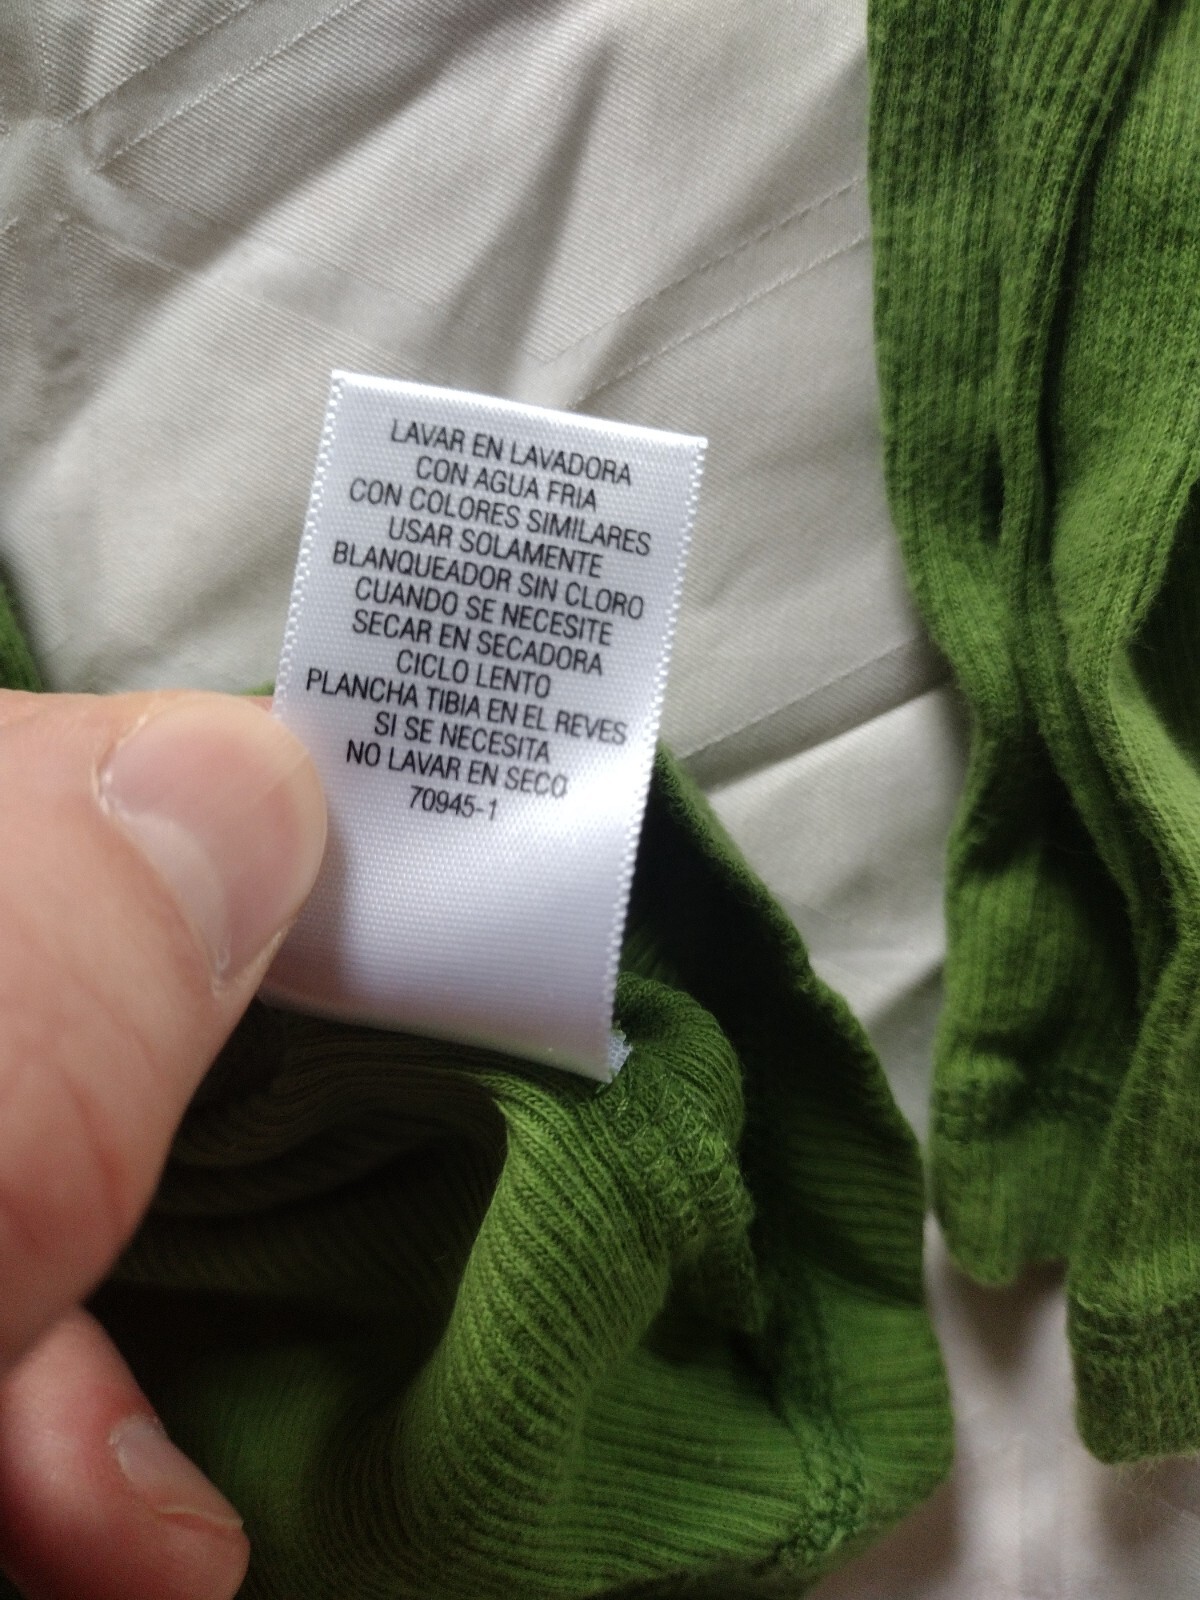 LAVAR EN LAVADORA
CON AGUA FRIA
CON COLORES SIMILARES
USAR SOLAMENTE
BLANQUEADOR SIN CLORO
CUANDO SE NECESITE
SECAR EN SECADORA
CICLO LENTO
PLANCHA TIBIA EN EL REVES
SI SE NECESITA
NO LAVAR EN SECO
70945-1